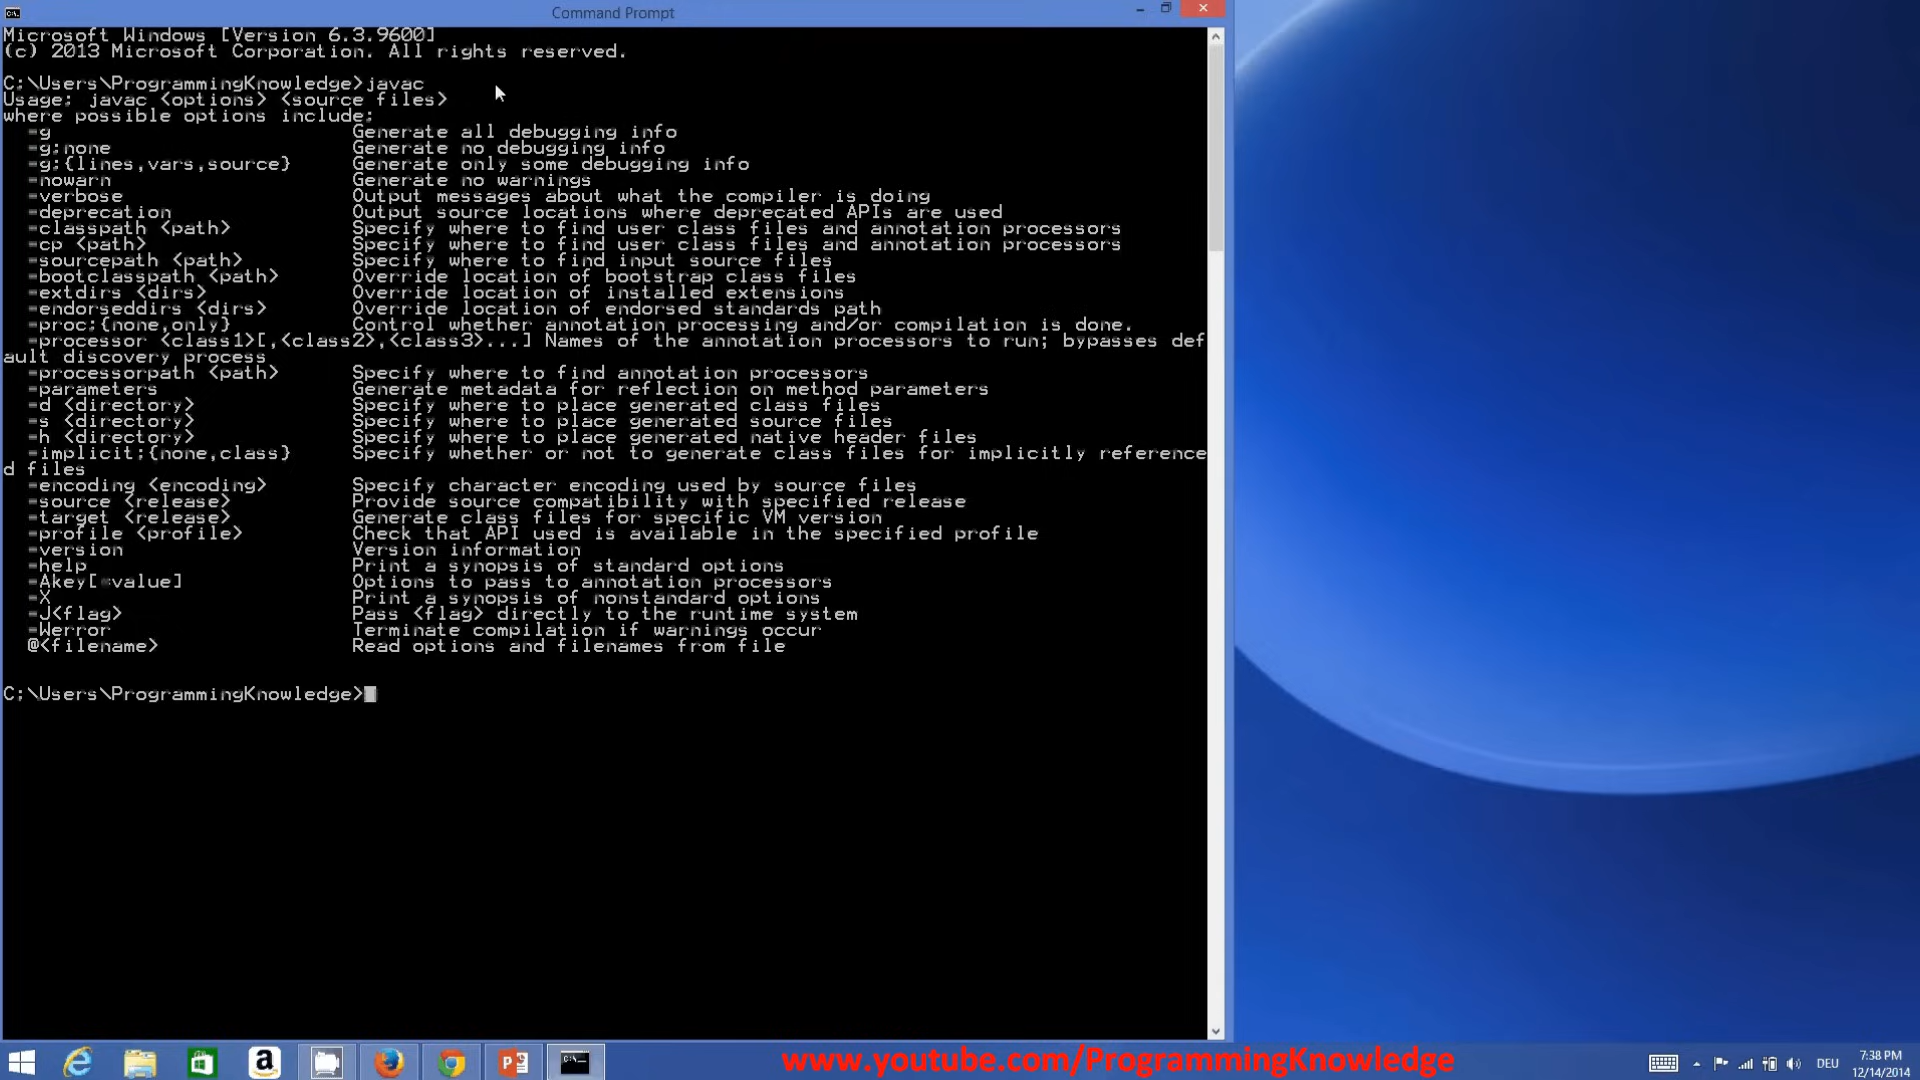 Command Prompt
Microsoft Windows [Version 6.3.9600]
(c) 2013 Microsoft Corporation. All rights reserved.
C:\Users\ProgrammingKnowledge>javac
Usage: javac <options> <source files>
where possible options include:
-g Generate all debugging info
-g:none Generate no debugging info
-g:{lines,vars,source} Generate only some debugging info
-nowarn Generate no warnings
-verbose Output messages about what the compiler is doing
-deprecation Output source locations where deprecated APIs are used
-classpath <path> Specify where to find user class files and annotation processors
-cp <path> Specify where to find user class files and annotation processors
-sourcepath <path> Specify where to find input source files
-bootclasspath <path> Override location of bootstrap class files
-extdirs <dirs> Override location of installed extensions
-endorseddirs <dirs> Override location of endorsed standards path
-proc:{none,only} Control whether annotation processing and/or compilation is done.
-processor <class1>[,<class2>,<class3>...] Names of the annotation processors to run; bypasses def
ault discovery process
-processorpath <path> Specify where to find annotation processors
-parameters Generate metadata for reflection on method parameters
-d <directory> Specify where to place generated class files
-s <directory> Specify where to place generated source files
-h <directory> Specify where to place generated native header files
-implicit:{none,class} Specify whether or not to generate class files for implicitly reference
d files
-encoding <encoding> Specify character encoding used by source files
-source <release> Provide source compatibility with specified release
-target <release> Generate class files for specific VM version
-profile <profile> Check that API used is available in the specified profile
-version Version information
-help Print a synopsis of standard options
-Akey[=value] Options to pass to annotation processors
-X Print a synopsis of nonstandard options
-J<flag> Pass <flag> directly to the runtime system
-Werror Terminate compilation if warnings occur
@<filename> Read options and filenames from file
C:\Users\ProgrammingKnowledge>
www.youtube.com/ProgrammingKnowledge
DEU
7:38 PM
12/14/2014